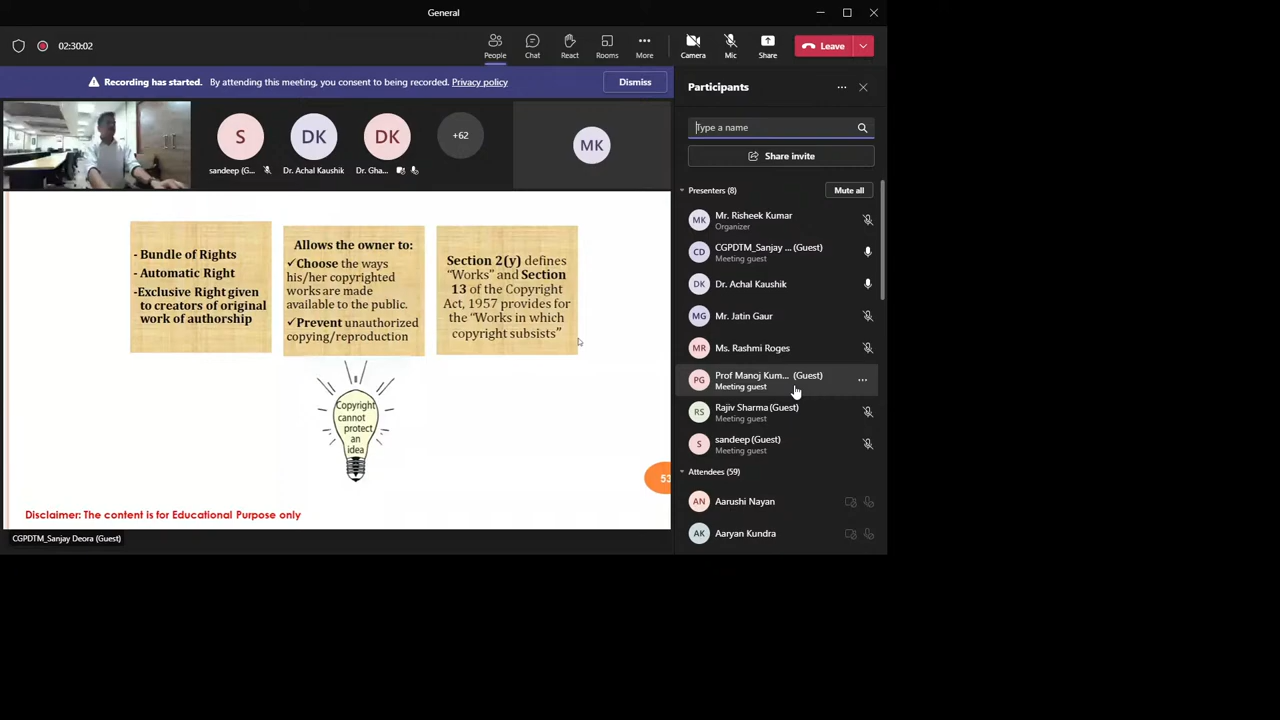 General
02:30:02
People
Chat
React
Rooms
More
Camera
Mic
Share
Leave
Recording has started. By attending this meeting, you consent to being recorded. Privacy policy
Dismiss
S
DK
DK
+62
MK
sandeep (G...
Dr. Achal Kaushik
Dr. Gha...
- Bundle of Rights
- Automatic Right
-Exclusive Right given
to creators of original
work of authorship
Allows the owner to:
✓Choose the ways
his/her copyrighted
works are made
available to the public.
✓Prevent unauthorized
copying/reproduction
Section 2(y) defines
“Works” and Section
13 of the Copyright
Act, 1957 provides for
the “Works in which
copyright subsists”
Copyright
cannot
protect
an
idea
53
Disclaimer: The content is for Educational Purpose only
CGPDTM_Sanjay Deora (Guest)
Participants
Type a name
Share invite
Presenters (8)
Mute all
MK
Mr. Risheek Kumar
Organizer
CD
CGPDTM_Sanjay ... (Guest)
Meeting guest
DK
Dr. Achal Kaushik
MG
Mr. Jatin Gaur
MR
Ms. Rashmi Roges
PG
Prof Manoj Kum... (Guest)
Meeting guest
RS
Rajiv Sharma (Guest)
Meeting guest
S
sandeep (Guest)
Meeting guest
Attendees (59)
AN
Aarushi Nayan
AK
Aaryan Kundra